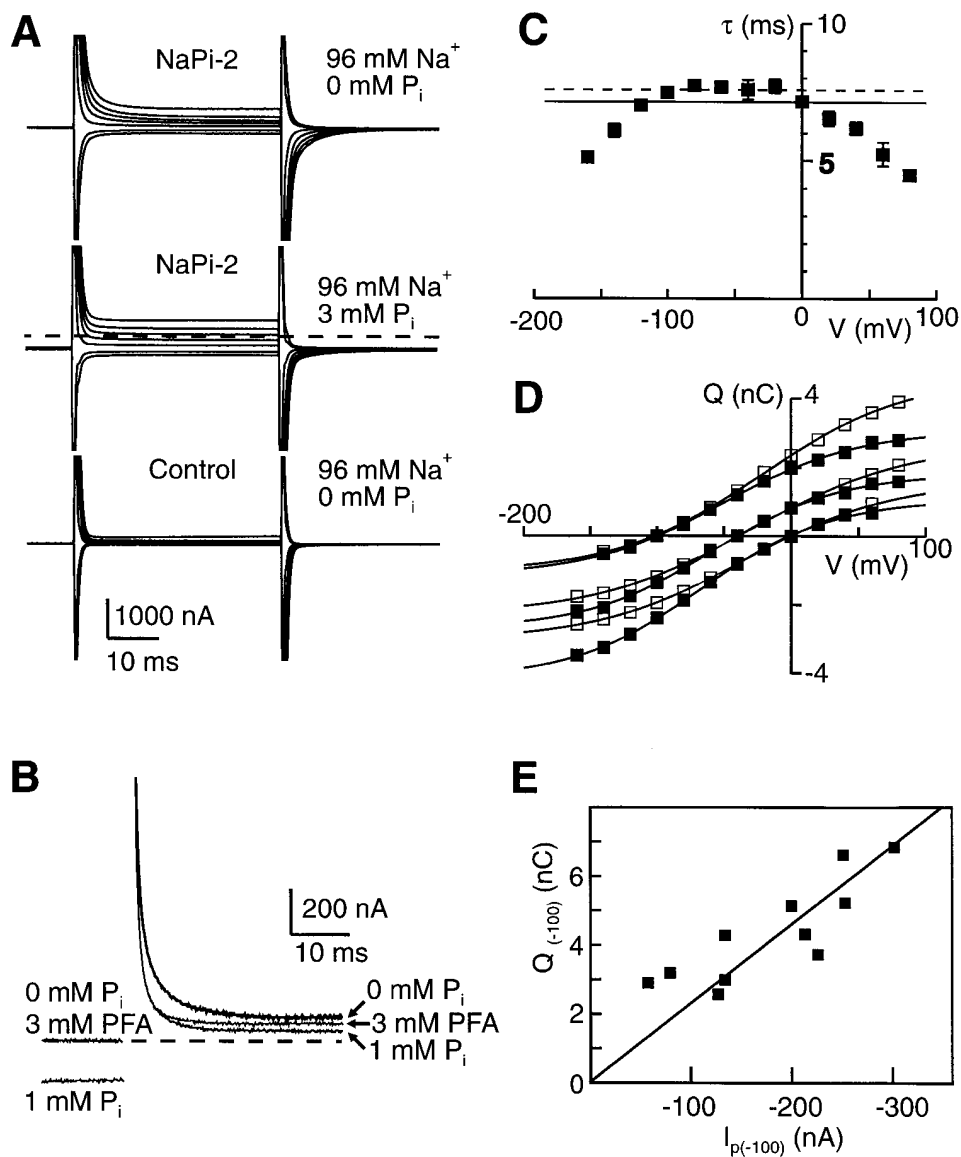 A
NaPi-2
96 mM Na+
0 mM Pi
NaPi-2
96 mM Na+
3 mM Pi
Control
96 mM Na+
0 mM Pi
1000 nA
10 ms
B
200 nA
10 ms
0 mM Pi
3 mM PFA
1 mM Pi
0 mM Pi
3 mM PFA
1 mM Pi
C
τ (ms)
10
5
-200
-100
0
100
V (mV)
D
Q (nC)
4
-200
100
V (mV)
-4
E
Q (-100) (nC)
6
4
2
0
-100
-200
-300
Ip(-100) (nA)